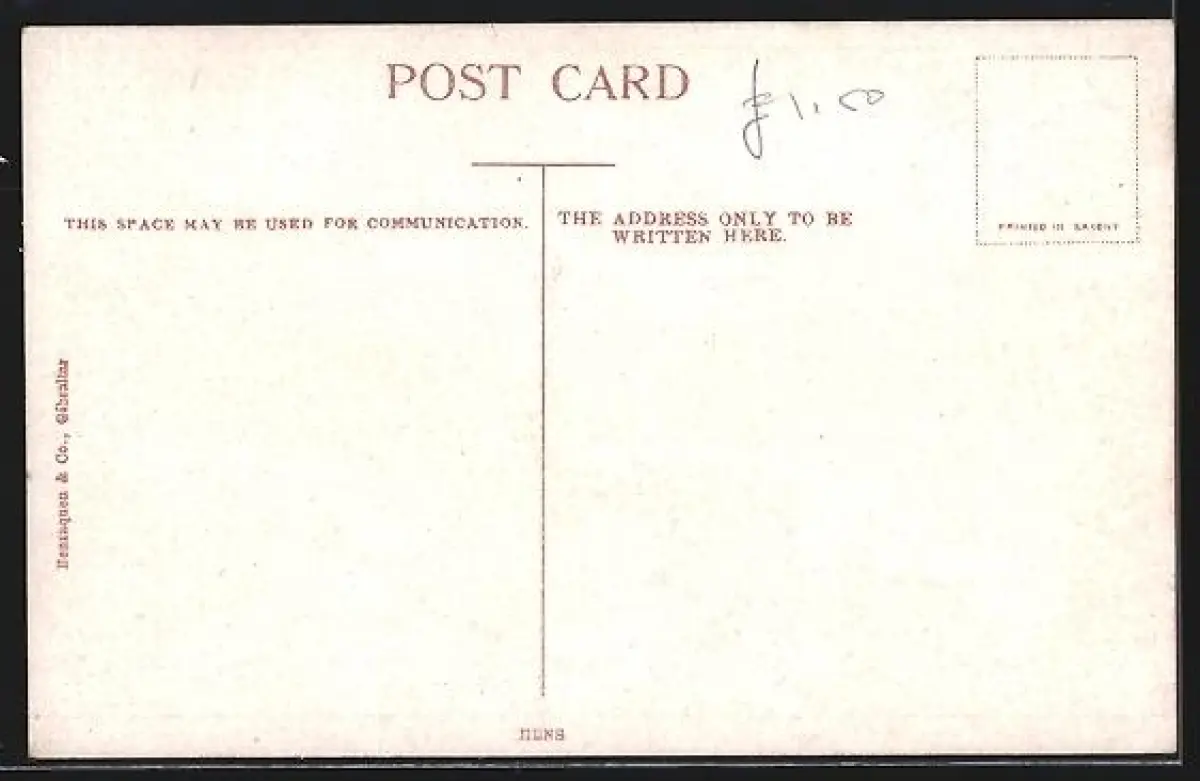 POST CARD
£1.50
THIS SPACE MAY BE USED FOR COMMUNICATION.
THE ADDRESS ONLY TO BE
WRITTEN HERE.
PRINTED IN SAXONY
& Co., Gibraltar